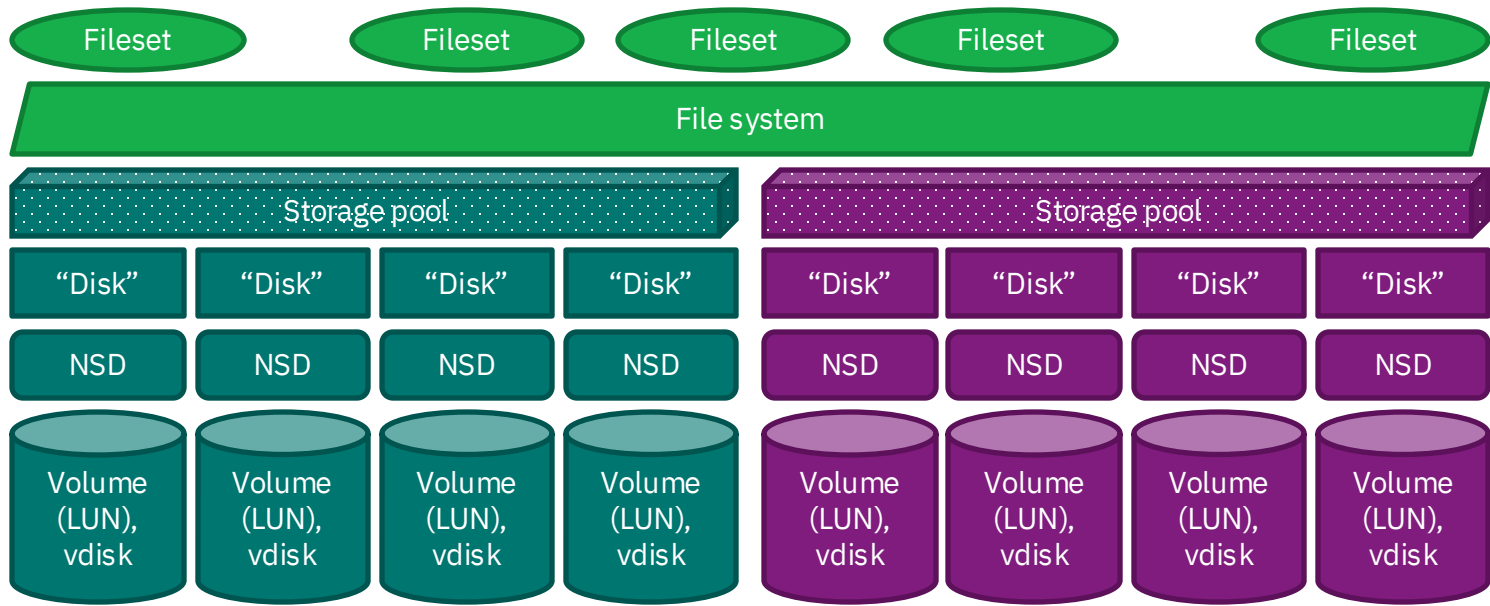 Fileset Fileset Fileset Fileset Fileset
File system
Storage pool Storage pool
“Disk” “Disk” “Disk” “Disk” “Disk” “Disk” “Disk” “Disk”
NSD NSD NSD NSD NSD NSD NSD NSD
Volume Volume Volume Volume Volume Volume Volume Volume
(LUN), (LUN), (LUN), (LUN), (LUN), (LUN), (LUN), (LUN),
vdisk vdisk vdisk vdisk vdisk vdisk vdisk vdisk